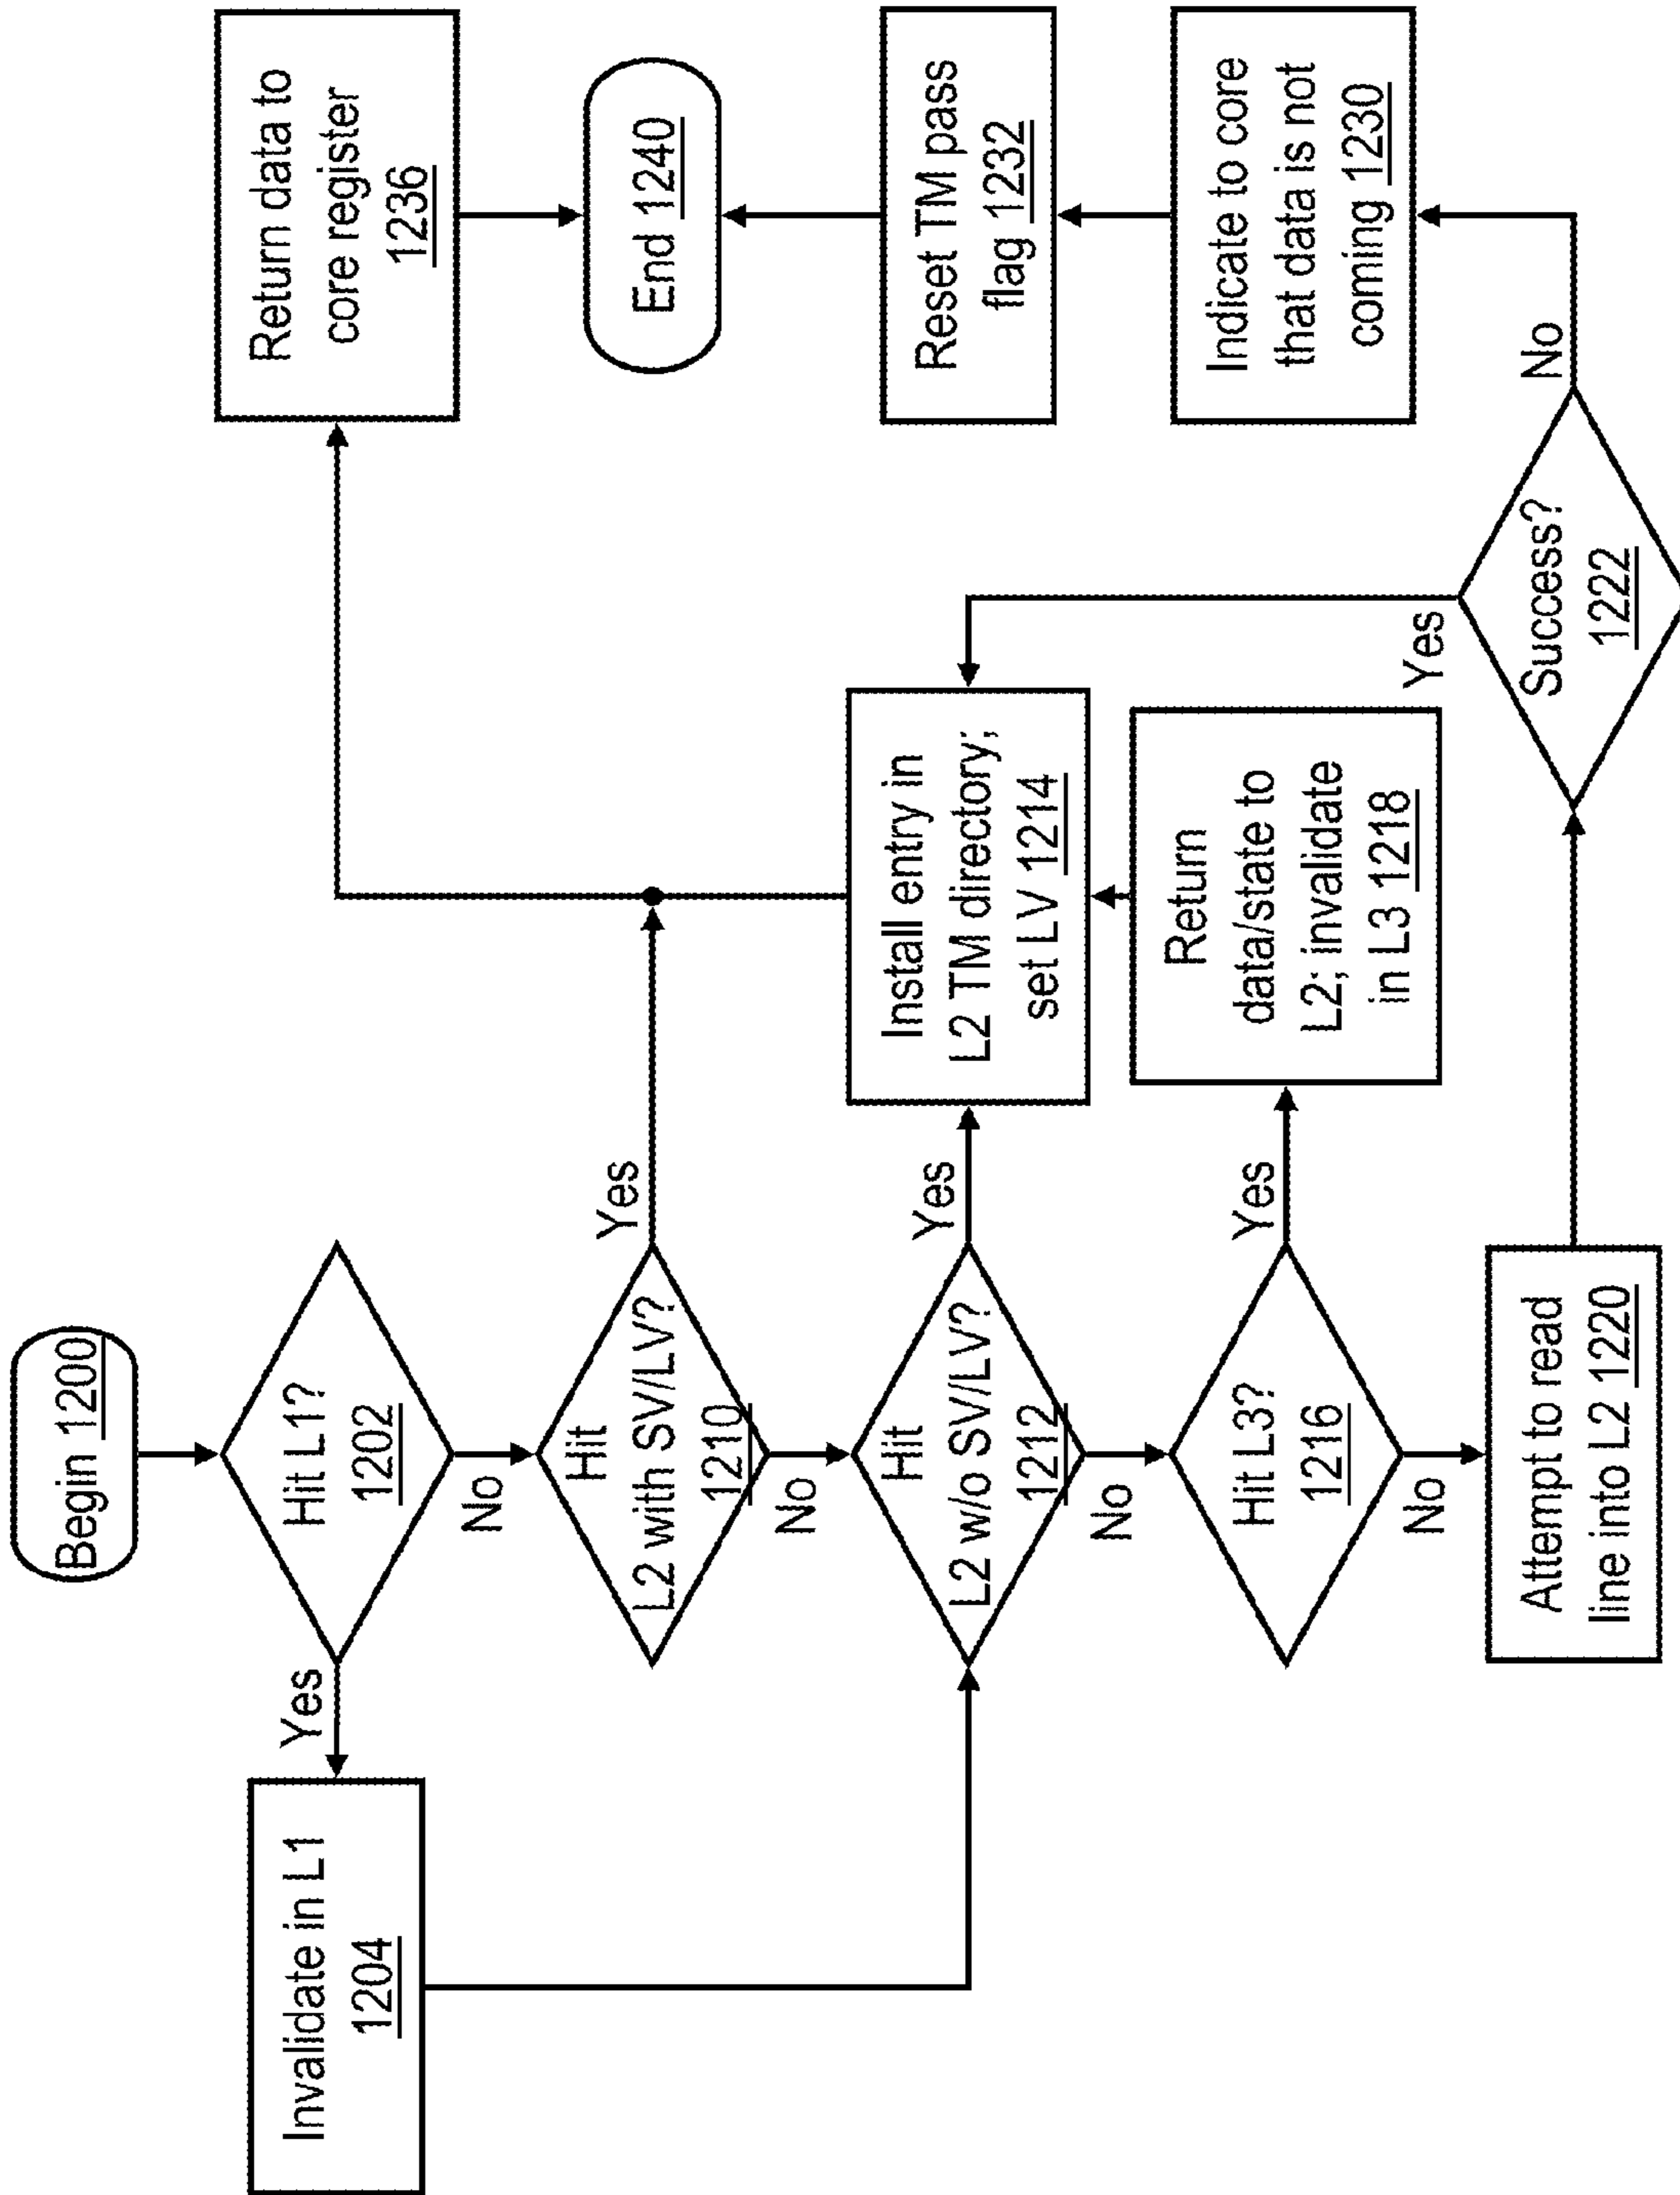 Begin 1200
Hit L1?
1202
Yes
No
Invalidate in L1
1204
Hit
L2 with SV/LV?
1210
Yes
No
Hit
L2 w/o SV/LV?
1212
Yes
No
Install entry in
L2 TM directory;
set LV 1214
Hit L3?
1216
Yes
No
Return
data/state to
L2; invalidate
in L3 1218
Attempt to read
line into L2 1220
Success?
1222
Yes
No
Indicate to core
that data is not
coming 1230
Reset TM pass
flag 1232
Return data to
core register
1236
End 1240